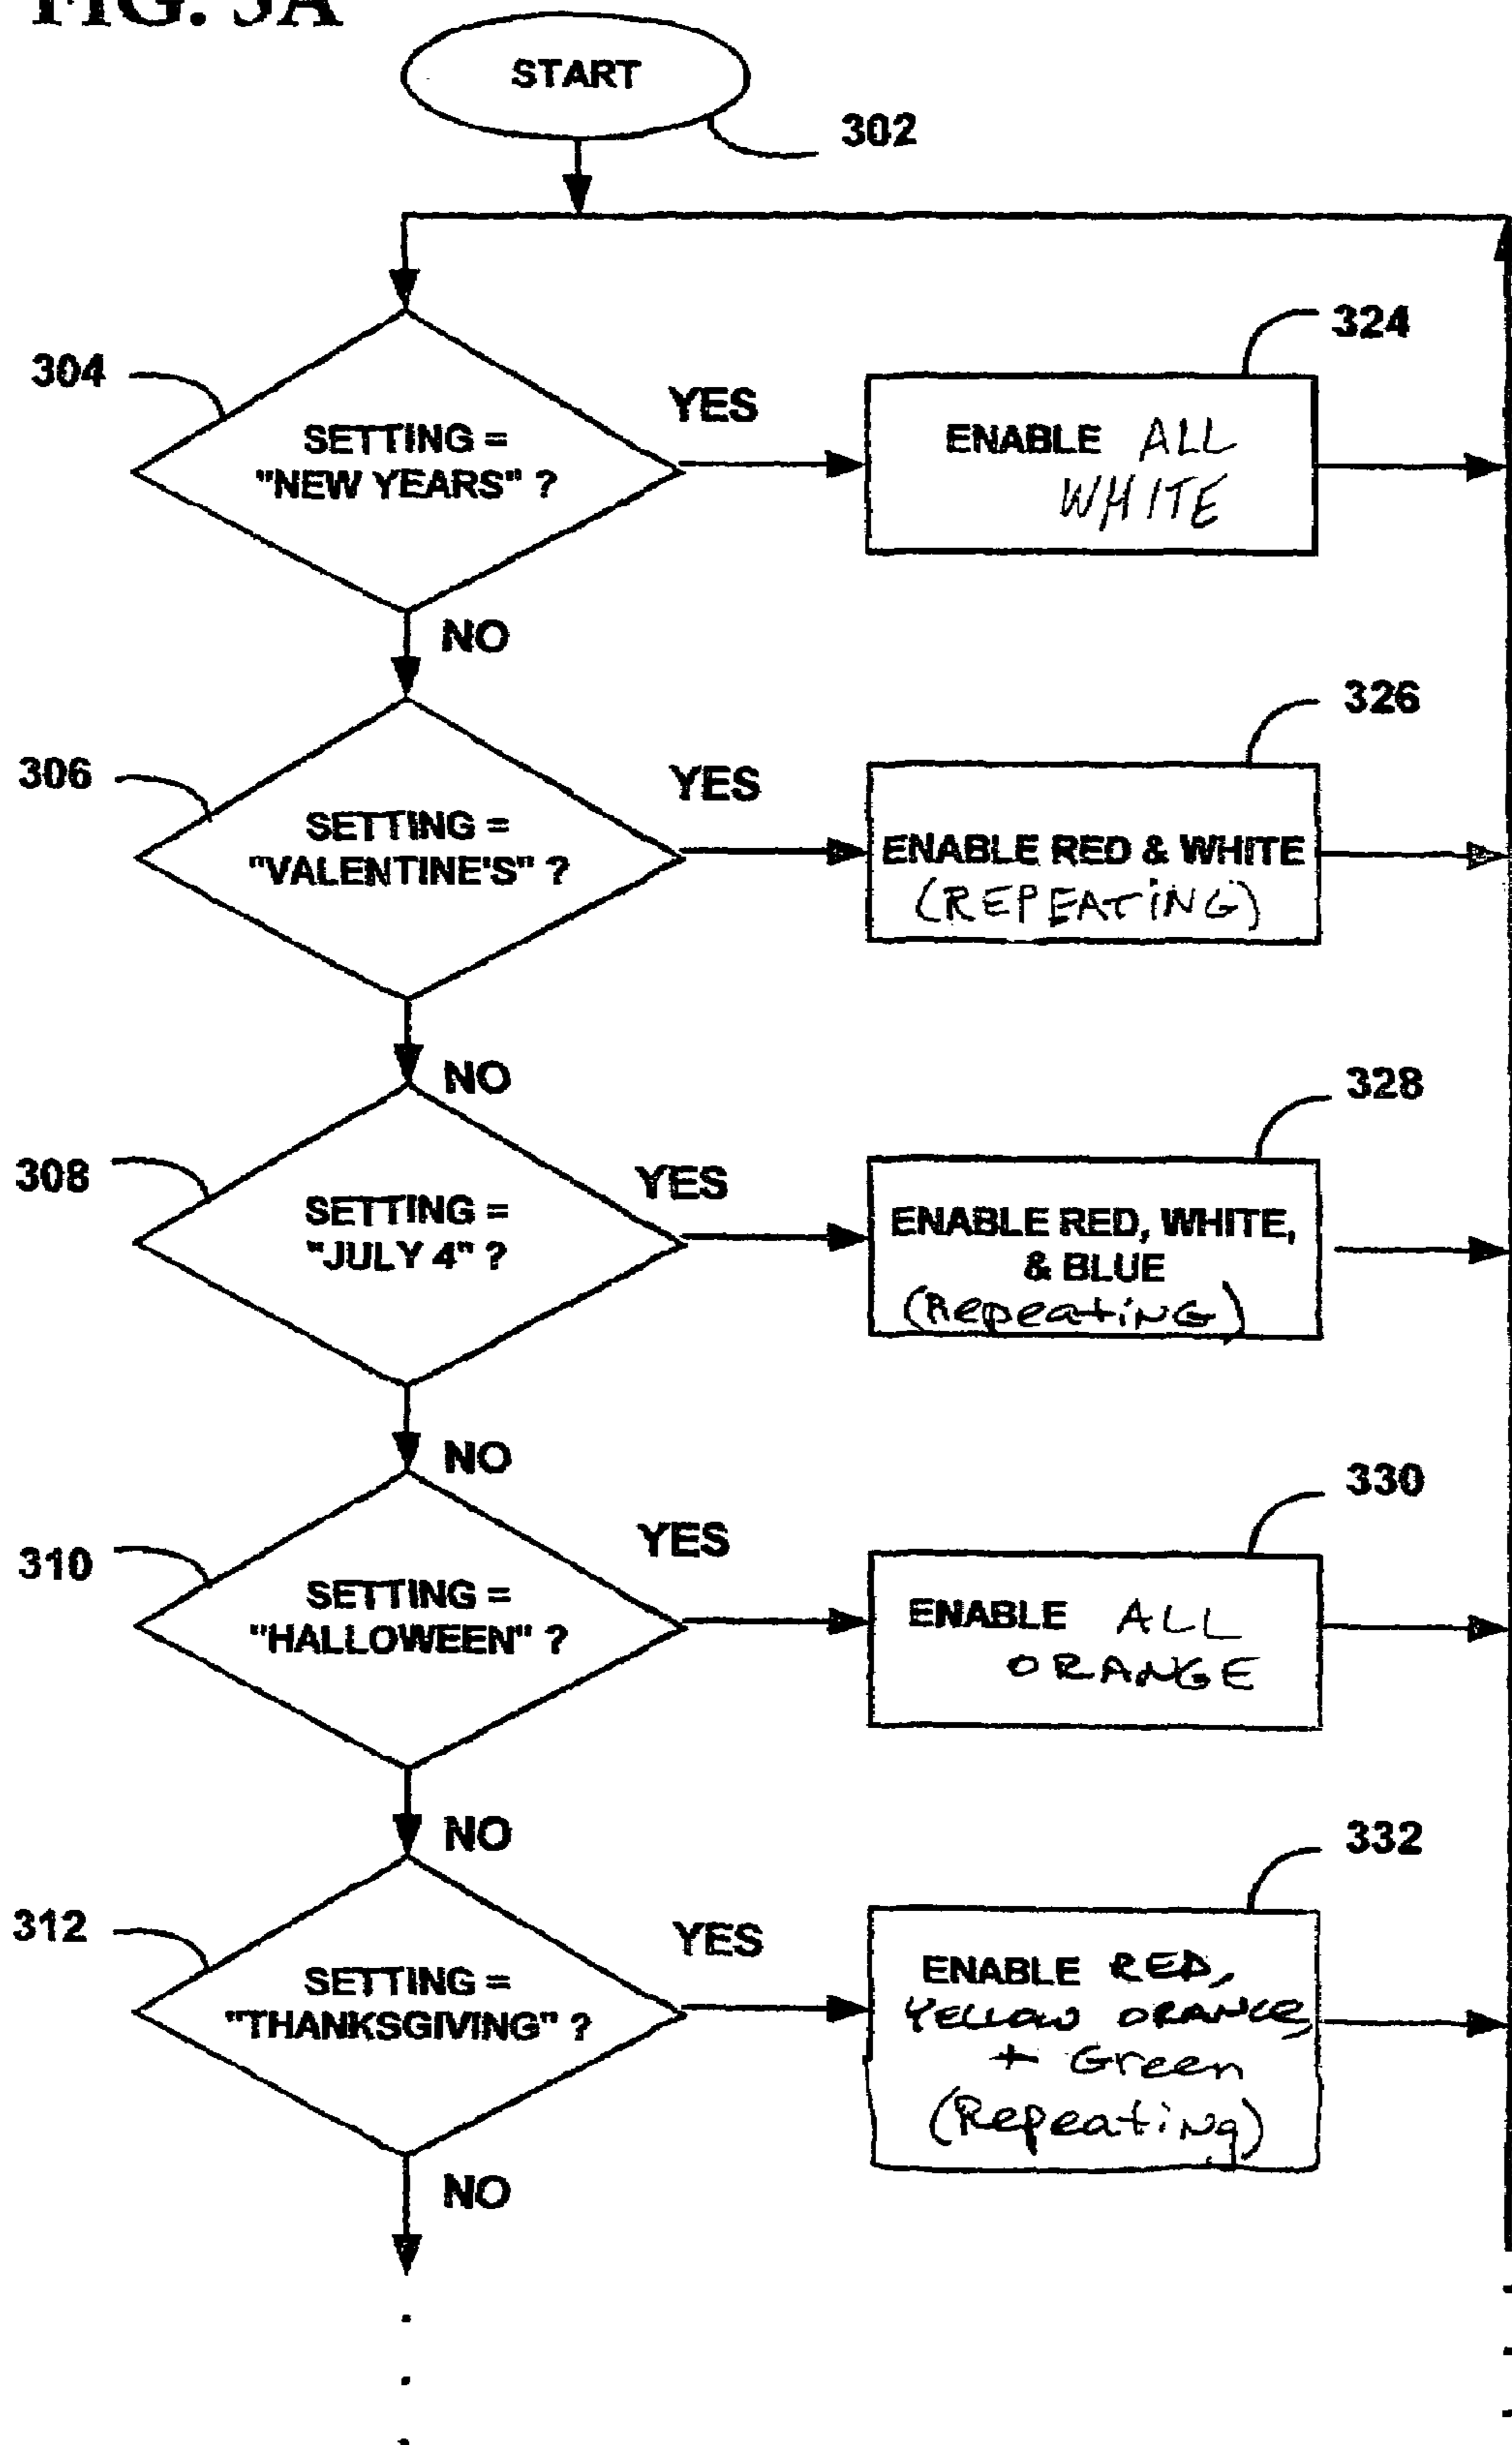 FIG. 3A
START
302
304
SETTING =
"NEW YEARS" ?
YES
324
ENABLE ALL
WHITE
NO
306
SETTING =
"VALENTINE'S" ?
YES
326
ENABLE RED & WHITE
(REPEATING)
NO
308
SETTING =
"JULY 4" ?
YES
328
ENABLE RED, WHITE,
& BLUE
(Repeating)
NO
310
SETTING =
"HALLOWEEN" ?
YES
330
ENABLE ALL
ORANGE
NO
312
SETTING =
"THANKSGIVING" ?
YES
332
ENABLE RED,
YELLOW ORANGE,
+ Green
(Repeating)
NO